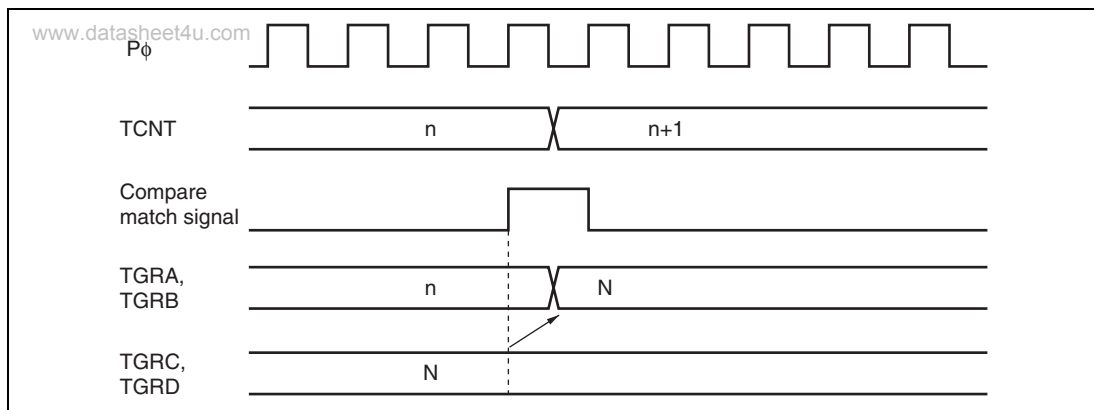 www.datasheet4u.com
Pϕ
TCNT
n
n+1
Compare
match signal
TGRA,
TGRB
n
N
TGRC,
TGRD
N